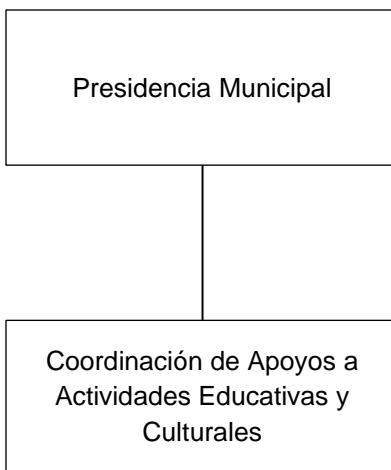 Presidencia Municipal
Coordinación de Apoyos a
Actividades Educativas y
Culturales